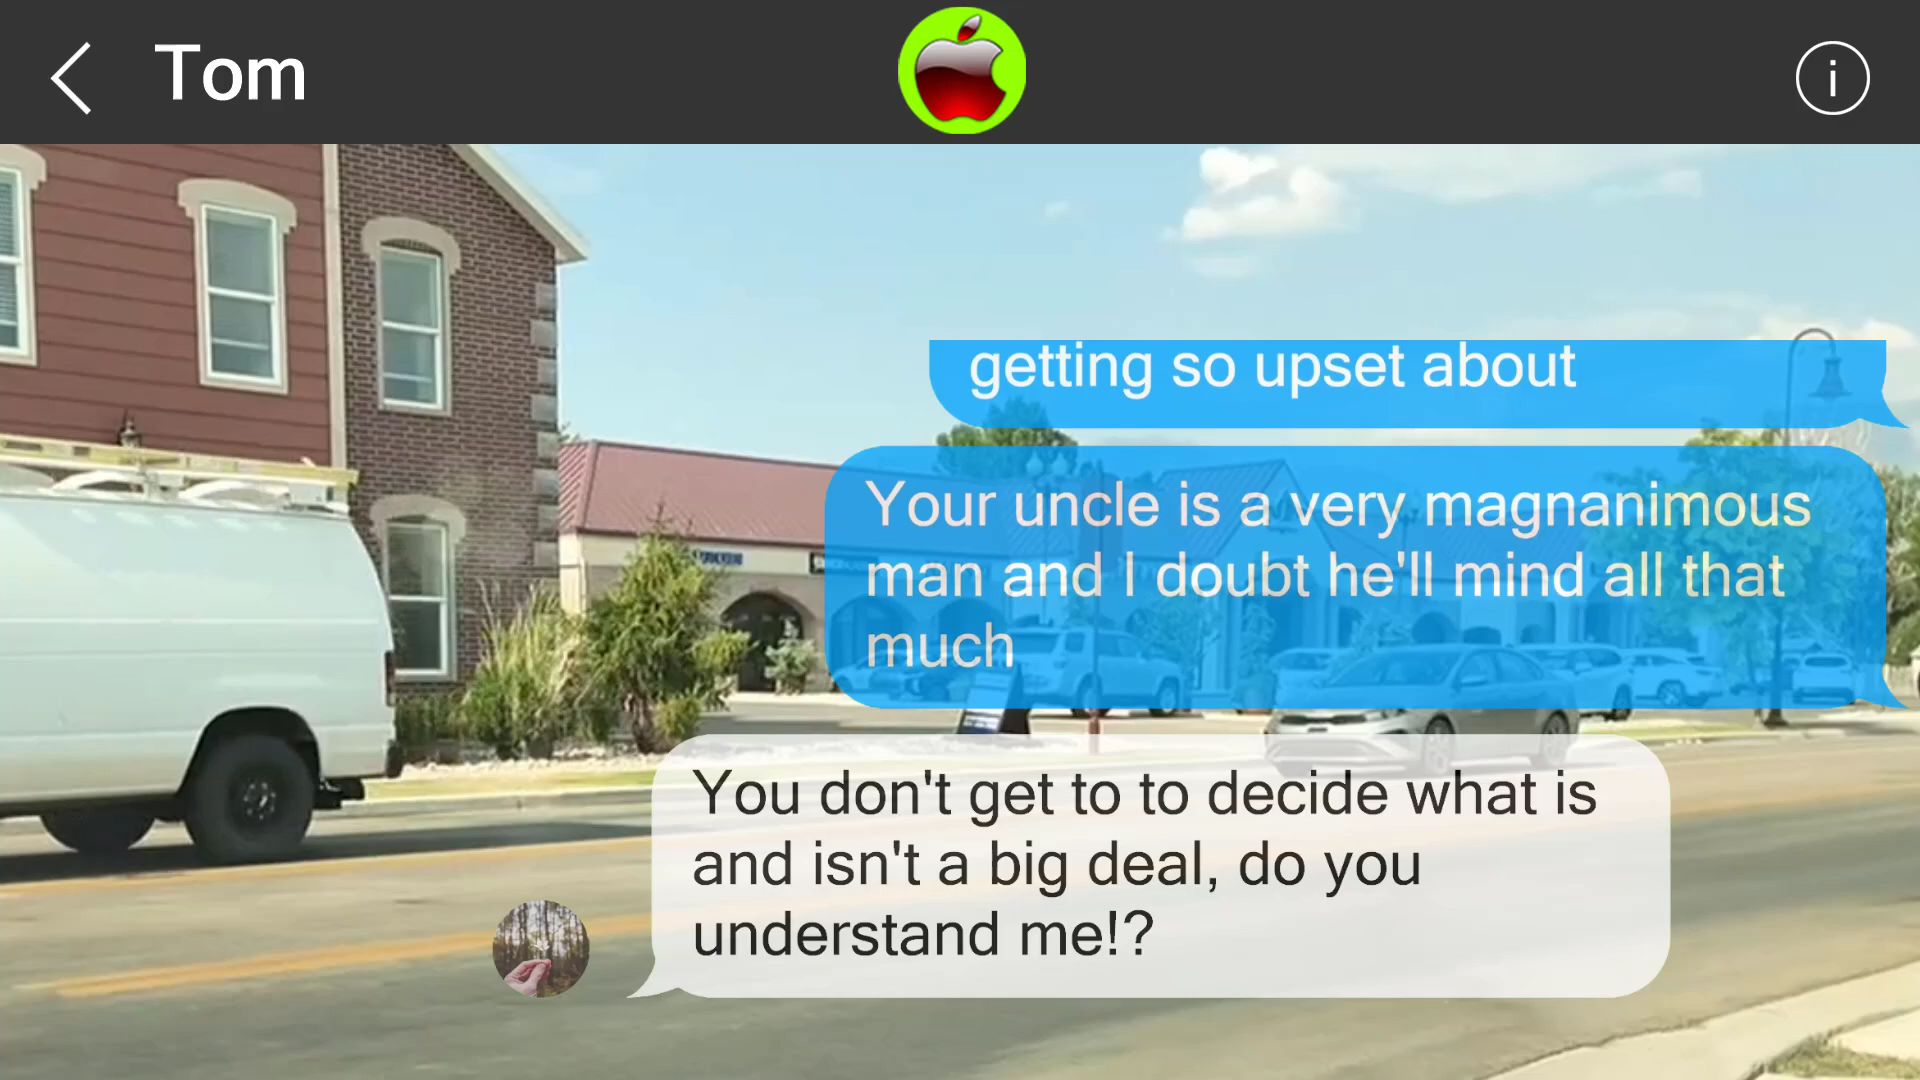 Tom
getting so upset about
Your uncle is a very magnanimous
man and I doubt he'll mind all that
much
You don't get to to decide what is
and isn't a big deal, do you
understand me!?